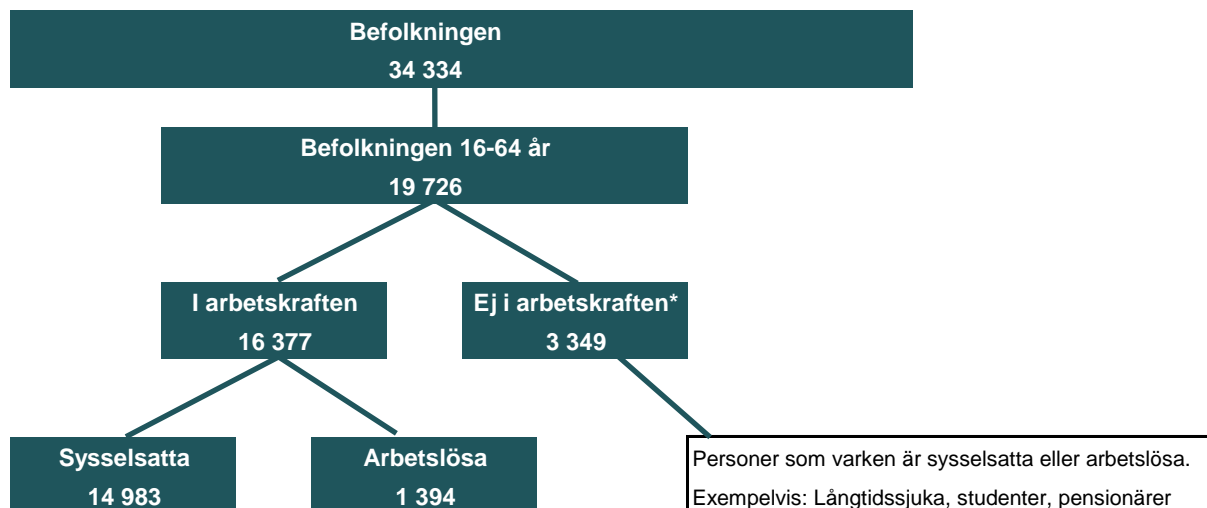 Befolkningen
34 334
Befolkningen 16-64 år
19 726
I arbetskraften
16 377
Ej i arbetskraften*
3 349
Sysselsatta
14 983
Arbetslösa
1 394
Personer som varken är sysselsatta eller arbetslösa.
Exempelvis: Långtidssjuka, studenter, pensionärer